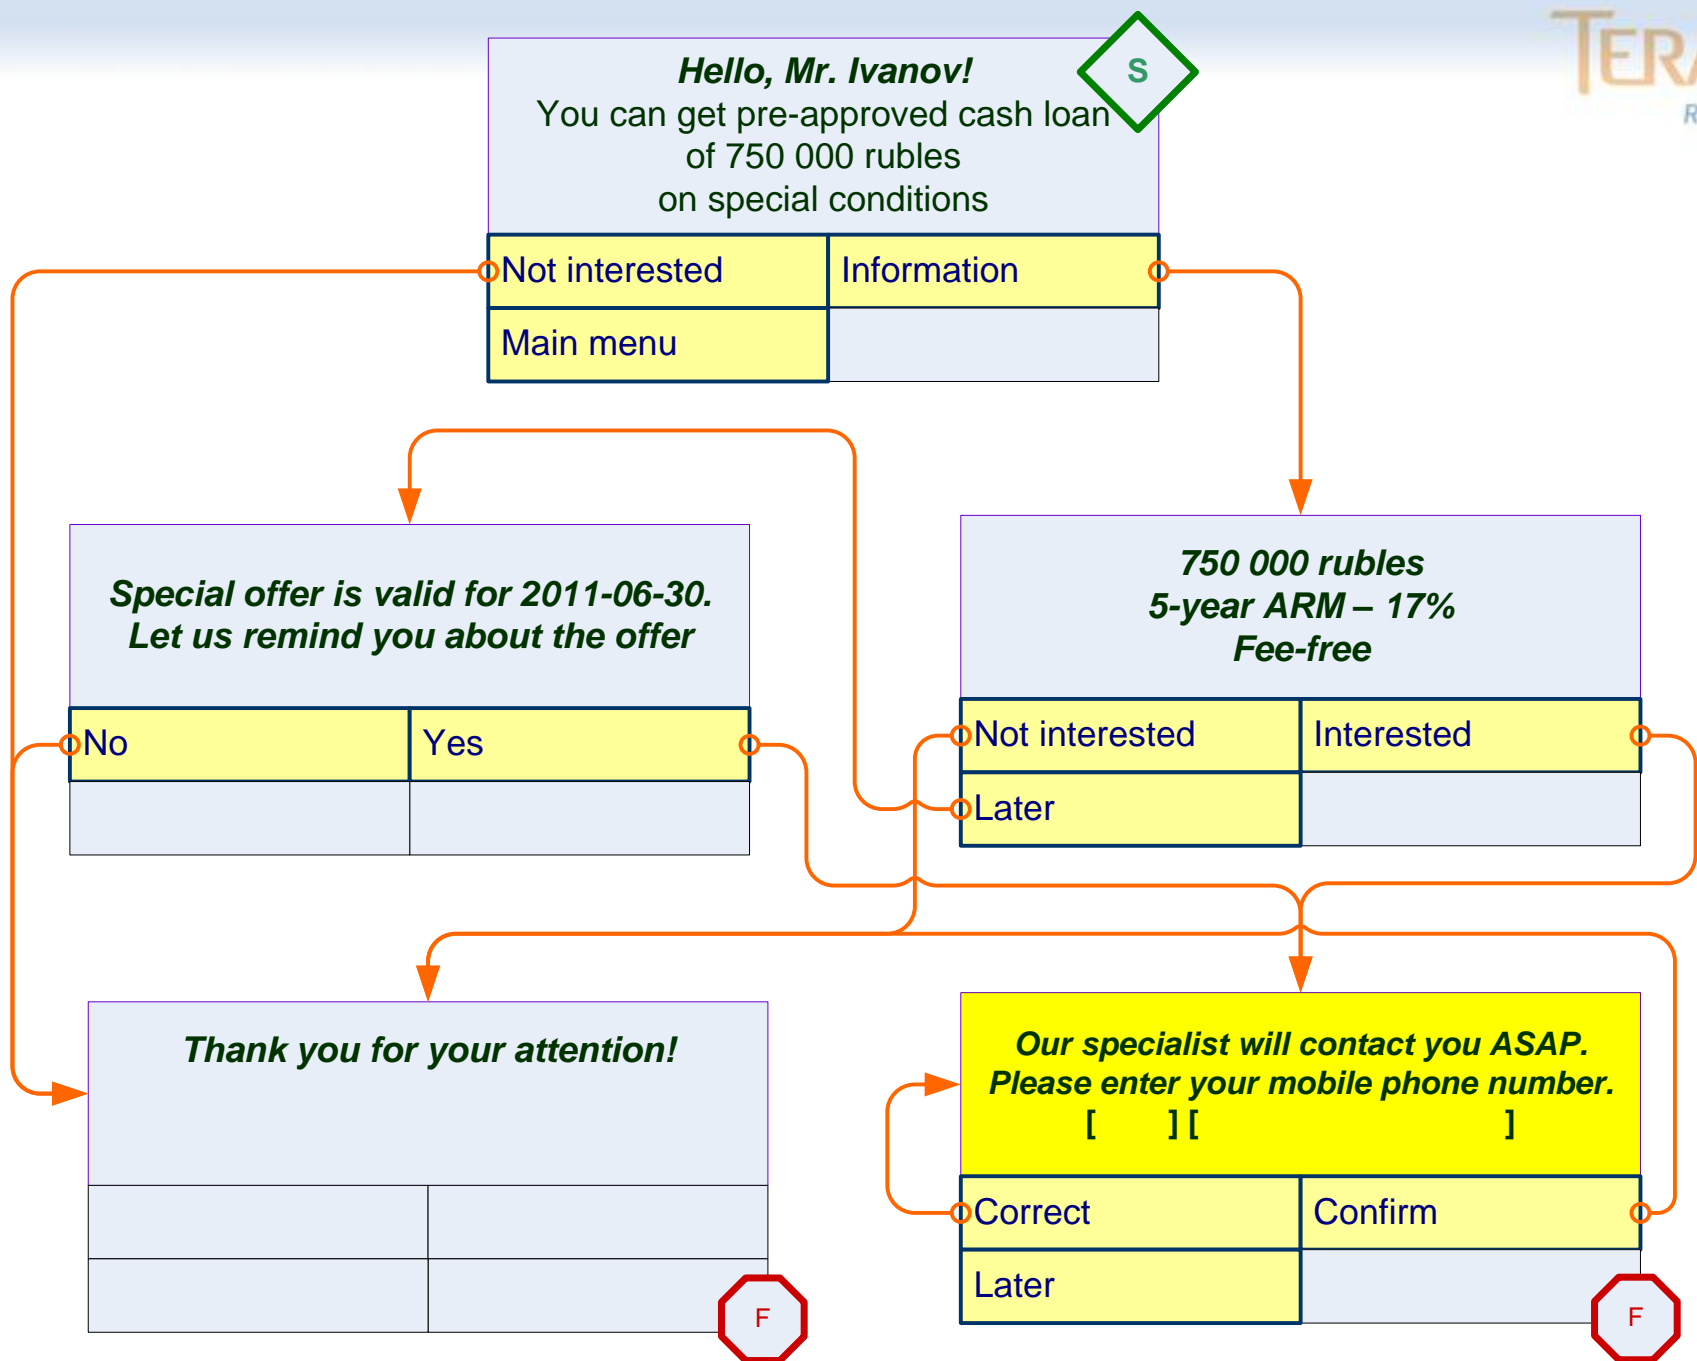 TERA
R
S
Hello, Mr. Ivanov!
You can get pre-approved cash loan
of 750 000 rubles
on special conditions
Not interested
Information
Main menu
Special offer is valid for 2011-06-30.
Let us remind you about the offer
No
Yes
750 000 rubles
5-year ARM – 17%
Fee-free
Not interested
Interested
Later
Thank you for your attention!
F
Our specialist will contact you ASAP.
Please enter your mobile phone number.
[ ] [ ]
Correct
Confirm
Later
F